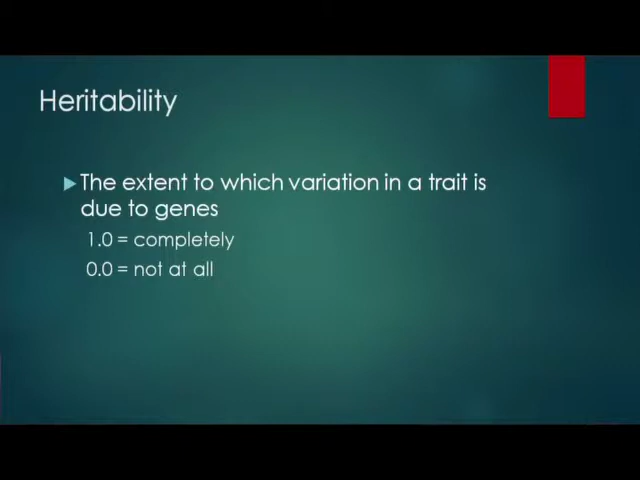 Heritability
The extent to which variation in a trait is
due to genes
1.0 = completely
0.0 = not at all